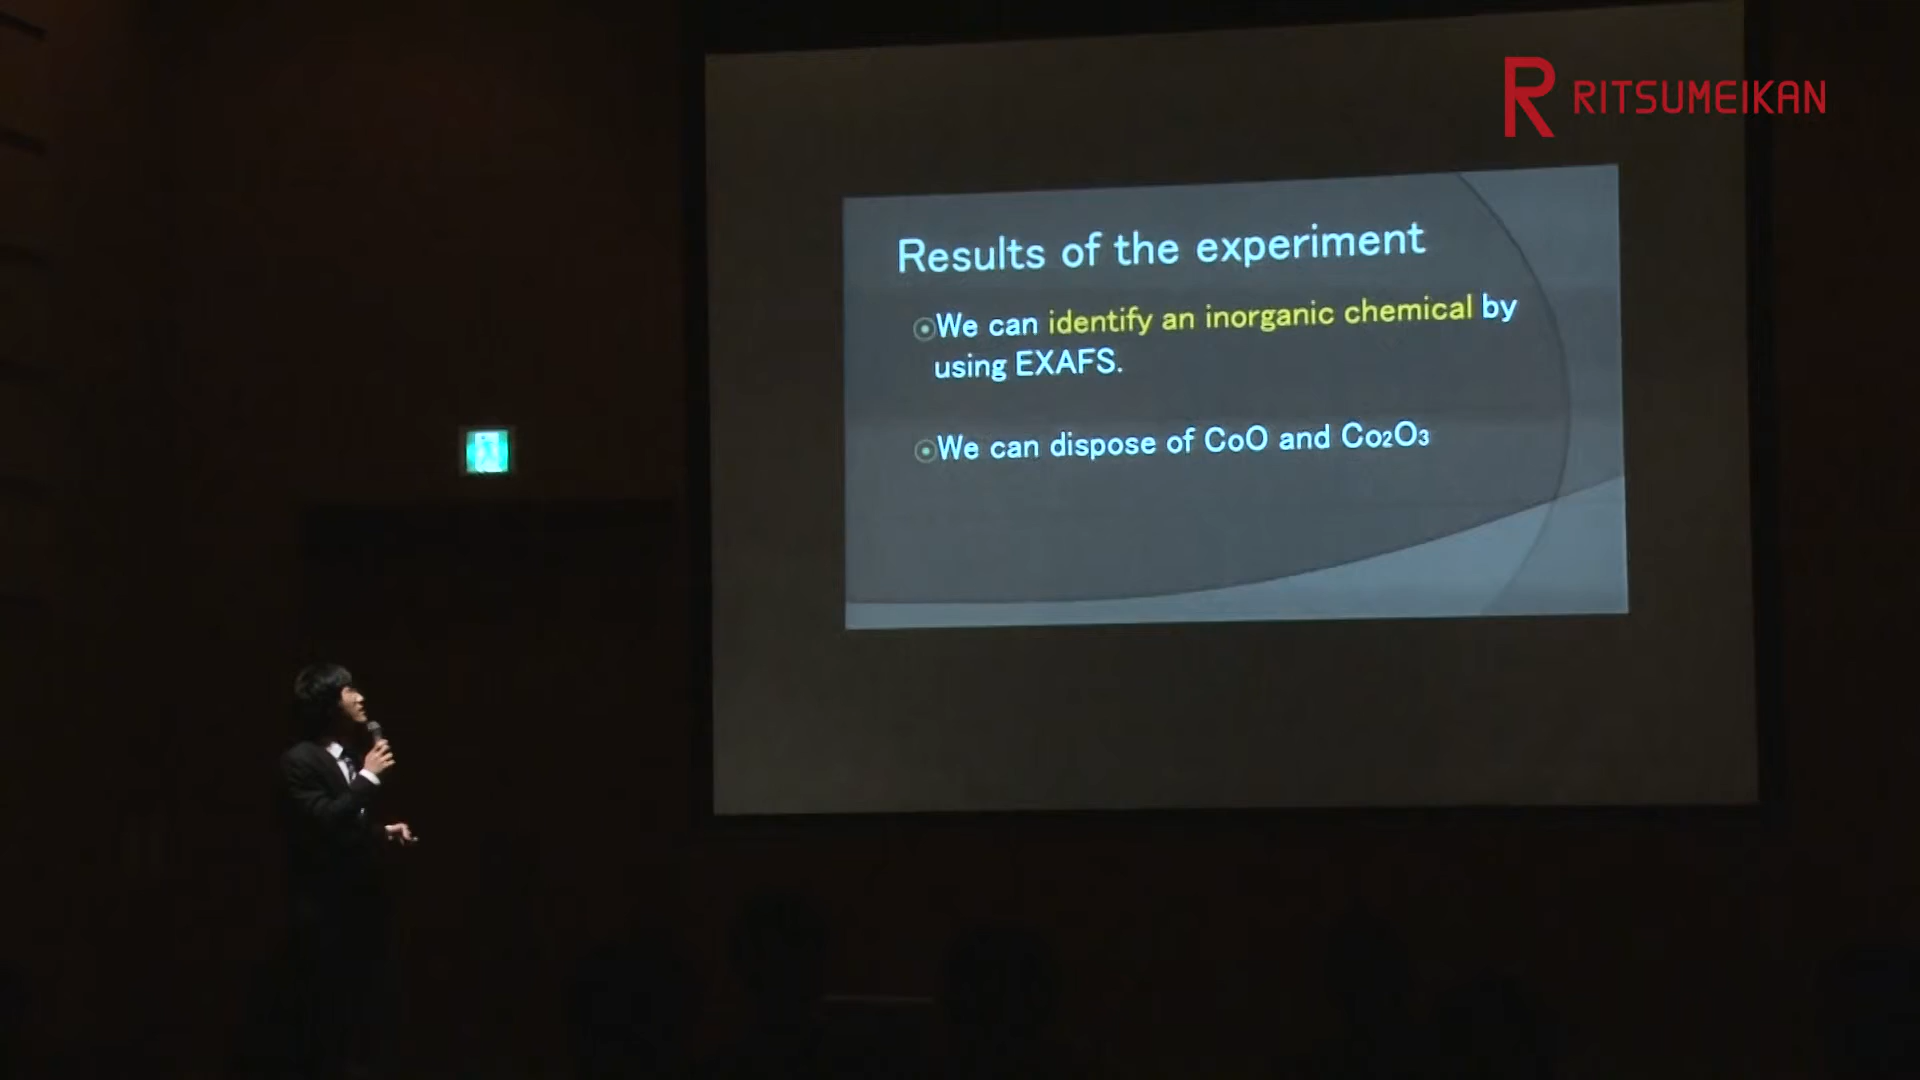 R RITSUMEIKAN
Results of the experiment
We can identify an inorganic chemical by
using EXAFS.
We can dispose of CoO and Co₂O₃